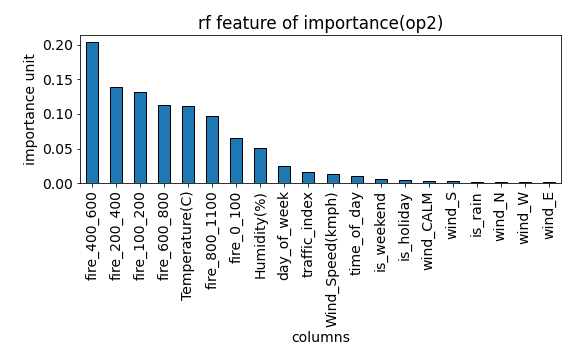 rf feature of importance(op2)
importance unit
0.20
0.15
0.10
0.05
0.00
fire_400_600
fire_200_400
fire_100_200
fire_600_800
Temperature(C)
fire_800_1100
fire_0_100
Humidity(%)
day_of_week
traffic_index
Wind_Speed(kmph)
time_of_day
is_weekend
is_holiday
wind_CALM
wind_S
is_rain
wind_N
wind_W
wind_E
columns